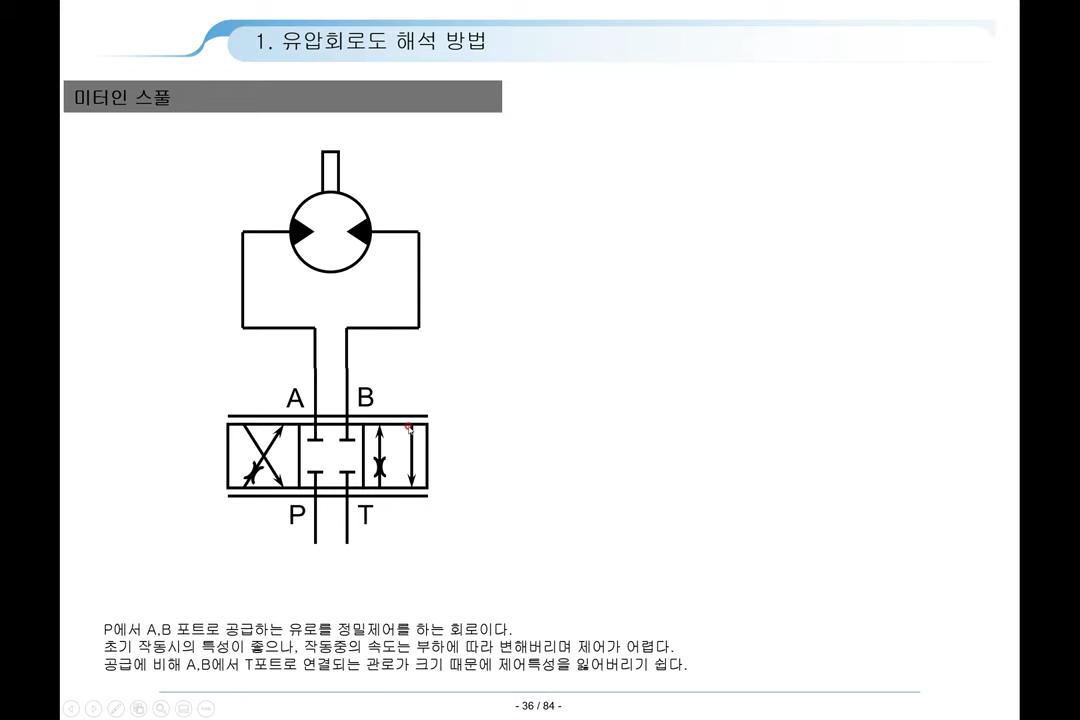 1. 유압회로도 해석 방법
미터인 스풀
A B
P T
P에서 A,B 포트로 공급하는 유로를 정밀제어를 하는 회로이다.
초기 작동시의 특성이 좋으나, 작동중의 속도는 부하에 따라 변해버리며 제어가 어렵다.
공급에 비해 A,B에서 T포트로 연결되는 관로가 크기 때문에 제어특성을 잃어버리기 쉽다.
- 36 / 84 -